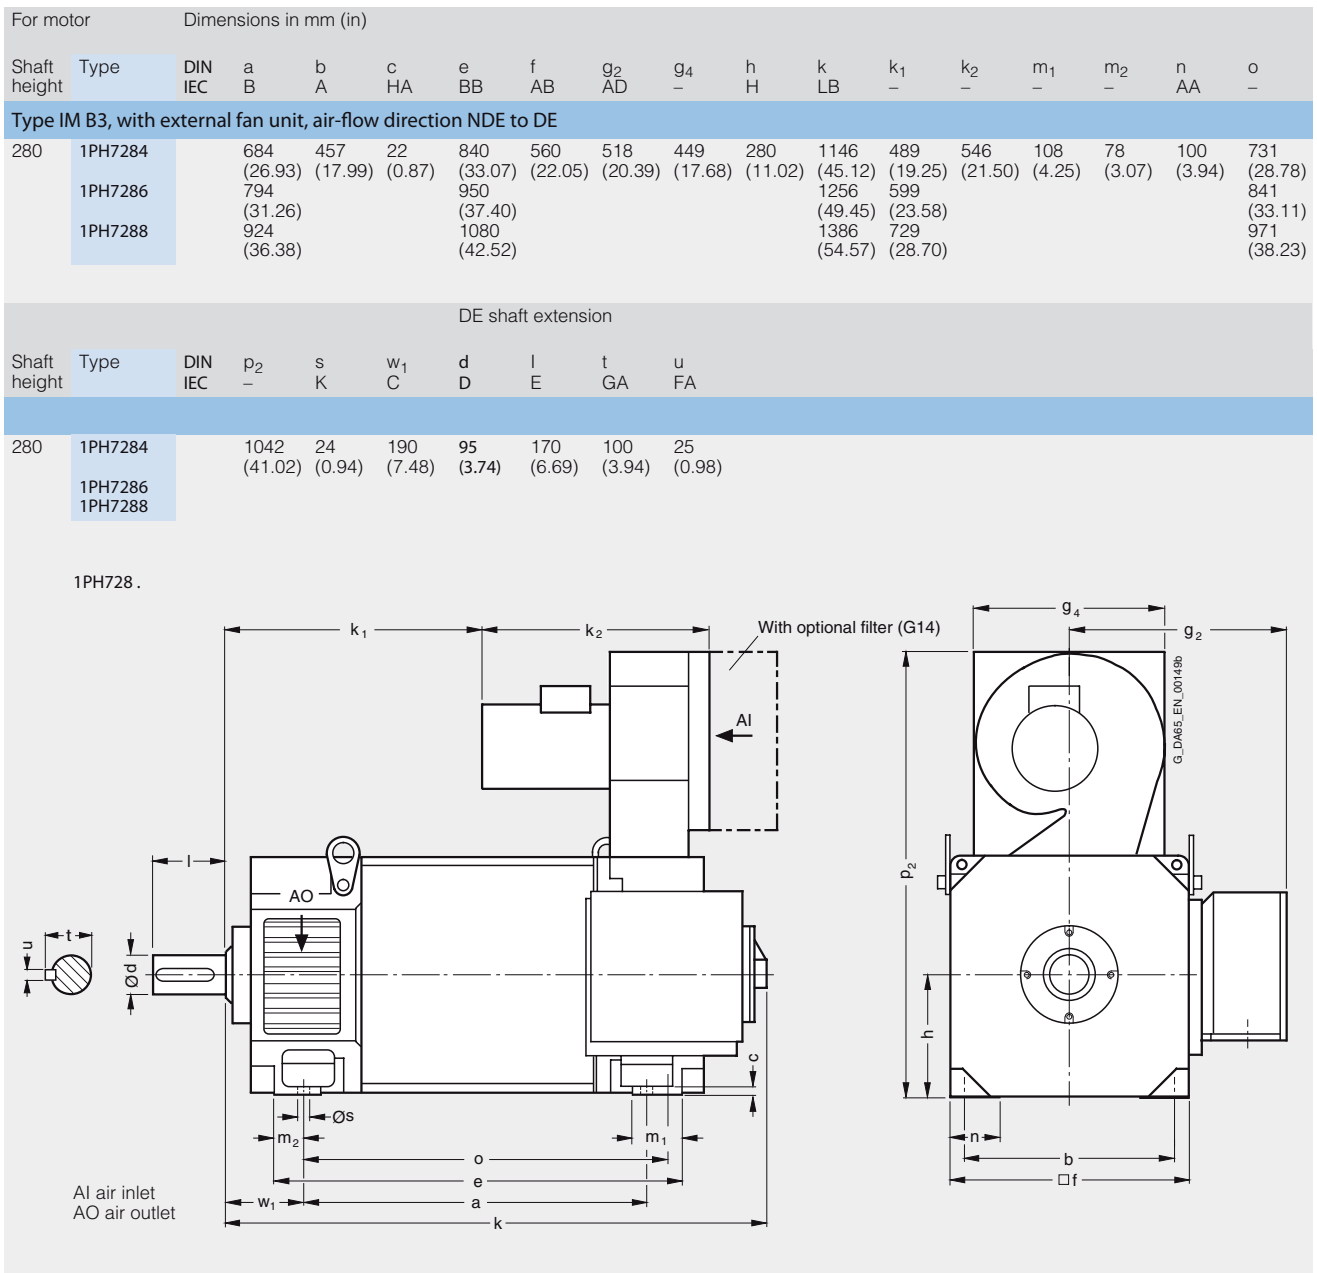 For motor Dimensions in mm (in)
Shaft Type DIN a b c e f g2 g4 h k k1 k2 m1 m2 n o
height IEC B A HA BB AB AD – H LB – – – – AA –
Type IM B3, with external fan unit, air-flow direction NDE to DE
280 1PH7284 684 457 22 840 560 518 449 280 1146 489 546 108 78 100 731
(26.93) (17.99) (0.87) (33.07) (22.05) (20.39) (17.68) (11.02) (45.12) (19.25) (21.50) (4.25) (3.07) (3.94) (28.78)
1PH7286 794 950 1256 599 841
(31.26) (37.40) (49.45) (23.58) (33.11)
1PH7288 924 1080 1386 729 971
(36.38) (42.52) (54.57) (28.70) (38.23)
DE shaft extension
Shaft Type DIN p2 s w1 d l t u
height IEC – K C D E GA FA
280 1PH7284 1042 24 190 95 170 100 25
(41.02) (0.94) (7.48) (3.74) (6.69) (3.94) (0.98)
1PH7286
1PH7288
1PH728 .
k1
k2
With optional filter (G14)
AI
g4
g2
G_DA65_EN_00149b
p2
l
AO
u
t
Ød
c
h
Øs
m2
m1
n
o
b
e
□f
w1
a
k
AI air inlet
AO air outlet